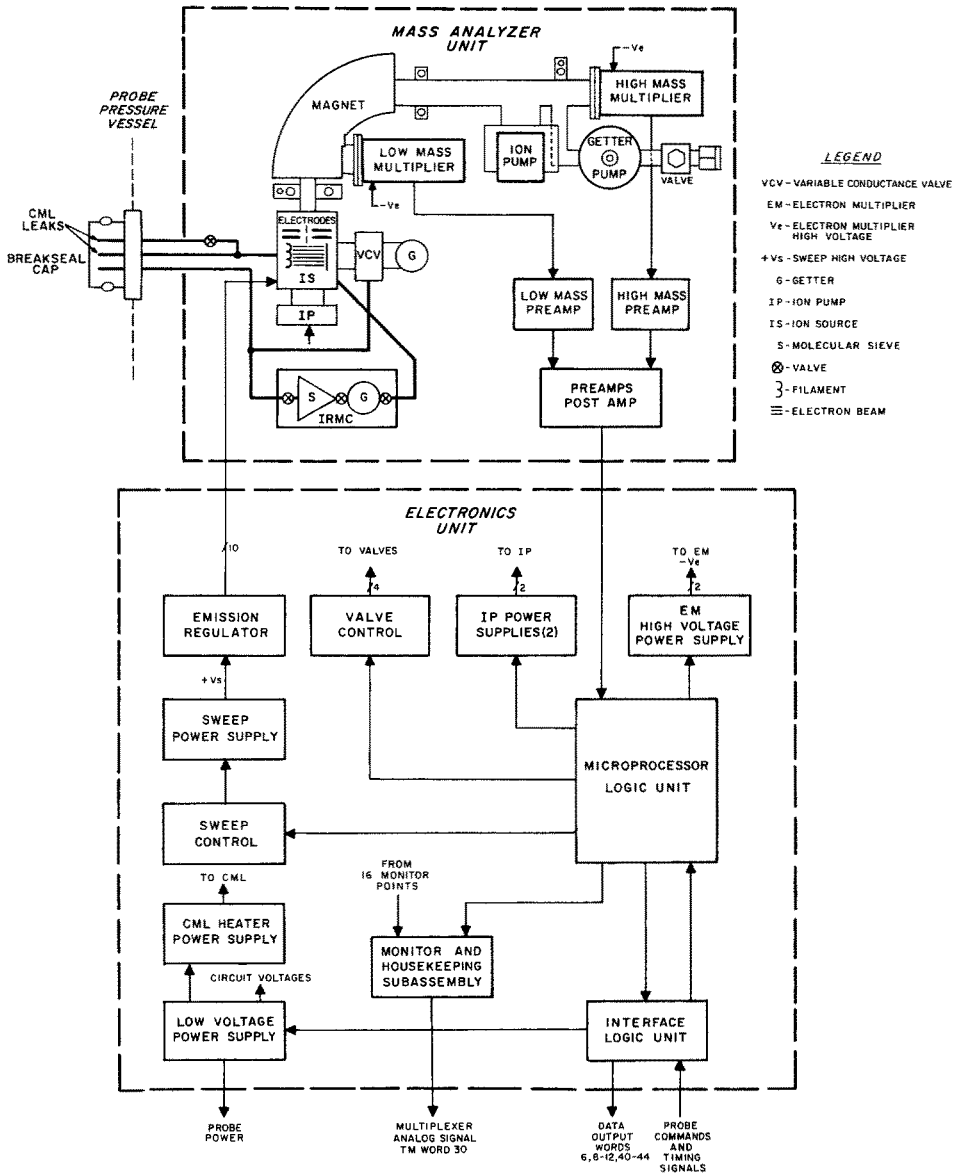 MASS ANALYZER
UNIT
-Ve
HIGH MASS
MULTIPLIER
PROBE
PRESSURE
VESSEL
MAGNET
LOW MASS
MULTIPLIER
ION
PUMP
GETTER
PUMP
VALVE
-Ve
CML
LEAKS
BREAKSEAL
CAP
ELECTRODES
IS
VCV
G
IP
LOW MASS
PREAMP
HIGH MASS
PREAMP
S
G
IRMC
PREAMPS
POST AMP
LEGEND
VCV-VARIABLE CONDUCTANCE VALVE
EM-ELECTRON MULTIPLIER
Ve-ELECTRON MULTIPLIER
HIGH VOLTAGE
+Vs-SWEEP HIGH VOLTAGE
G-GETTER
IP-ION PUMP
IS-ION SOURCE
S-MOLECULAR SIEVE
-VALVE
-FILAMENT
-ELECTRON BEAM
ELECTRONICS
UNIT
10
TO VALVES
4
TO IP
2
TO EM
-Ve
2
EMISSION
REGULATOR
VALVE
CONTROL
IP POWER
SUPPLIES(2)
EM
HIGH VOLTAGE
POWER SUPPLY
+Vs
SWEEP
POWER SUPPLY
MICROPROCESSOR
LOGIC UNIT
SWEEP
CONTROL
TO CML
FROM
16 MONITOR
POINTS
CML HEATER
POWER SUPPLY
MONITOR AND
HOUSEKEEPING
SUBASSEMBLY
CIRCUIT VOLTAGES
LOW VOLTAGE
POWER SUPPLY
INTERFACE
LOGIC UNIT
PROBE
POWER
MULTIPLEXER
ANALOG SIGNAL
TM WORD 30
DATA
OUTPUT
WORDS
6,8-12,40-44
PROBE
COMMANDS
AND
TIMING
SIGNALS